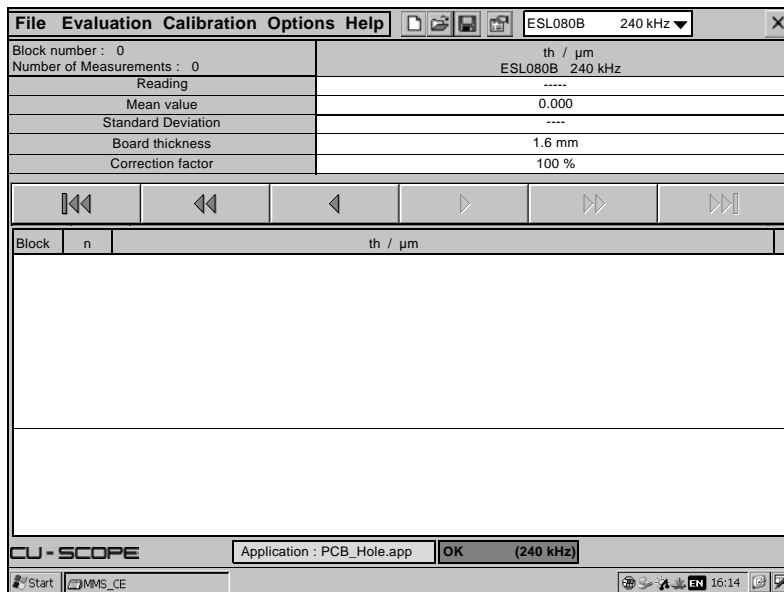 File Evaluation Calibration Options Help ESL080B 240 kHz
Block number : 0
Number of Measurements : 0
th / µm
ESL080B 240 kHz
Reading -----
Mean value 0.000
Standard Deviation ----
Board thickness 1.6 mm
Correction factor 100 %
Block n th / µm
CU-SCOPE Application : PCB_Hole.app OK (240 kHz)
Start MMS_CE EN 16:14